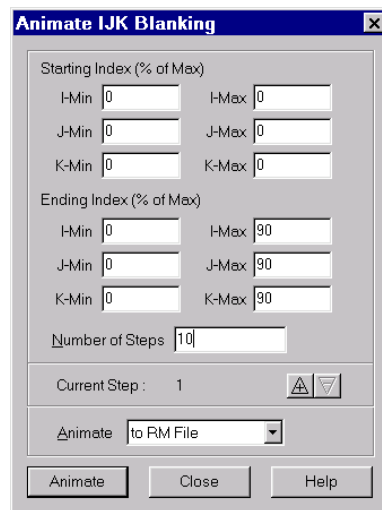 Animate IJK Blanking
Starting Index (% of Max)
I-Min 0 I-Max 0
J-Min 0 J-Max 0
K-Min 0 K-Max 0
Ending Index (% of Max)
I-Min 0 I-Max 90
J-Min 0 J-Max 90
K-Min 0 K-Max 90
Number of Steps 10
Current Step : 1
Animate to RM File
Animate Close Help